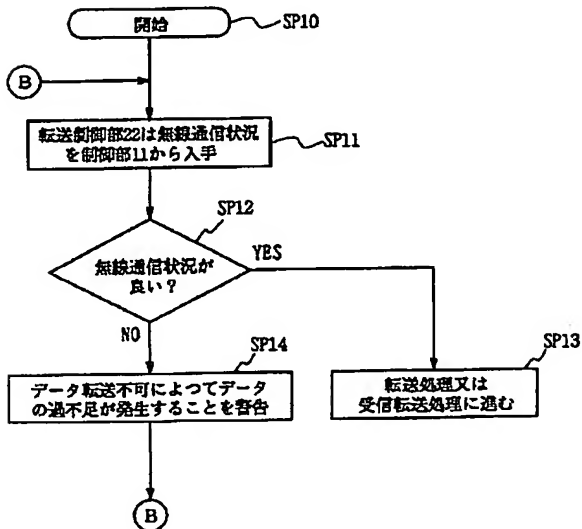 開始
SP10
B
転送制御部22は無線通信状況
を制御部11から入手
SP11
SP12
無線通信状況が
良い?
YES
NO
SP14
データ転送不可によつてデータ
の過不足が発生することを警告
SP13
転送処理又は
受信転送処理に進む
B